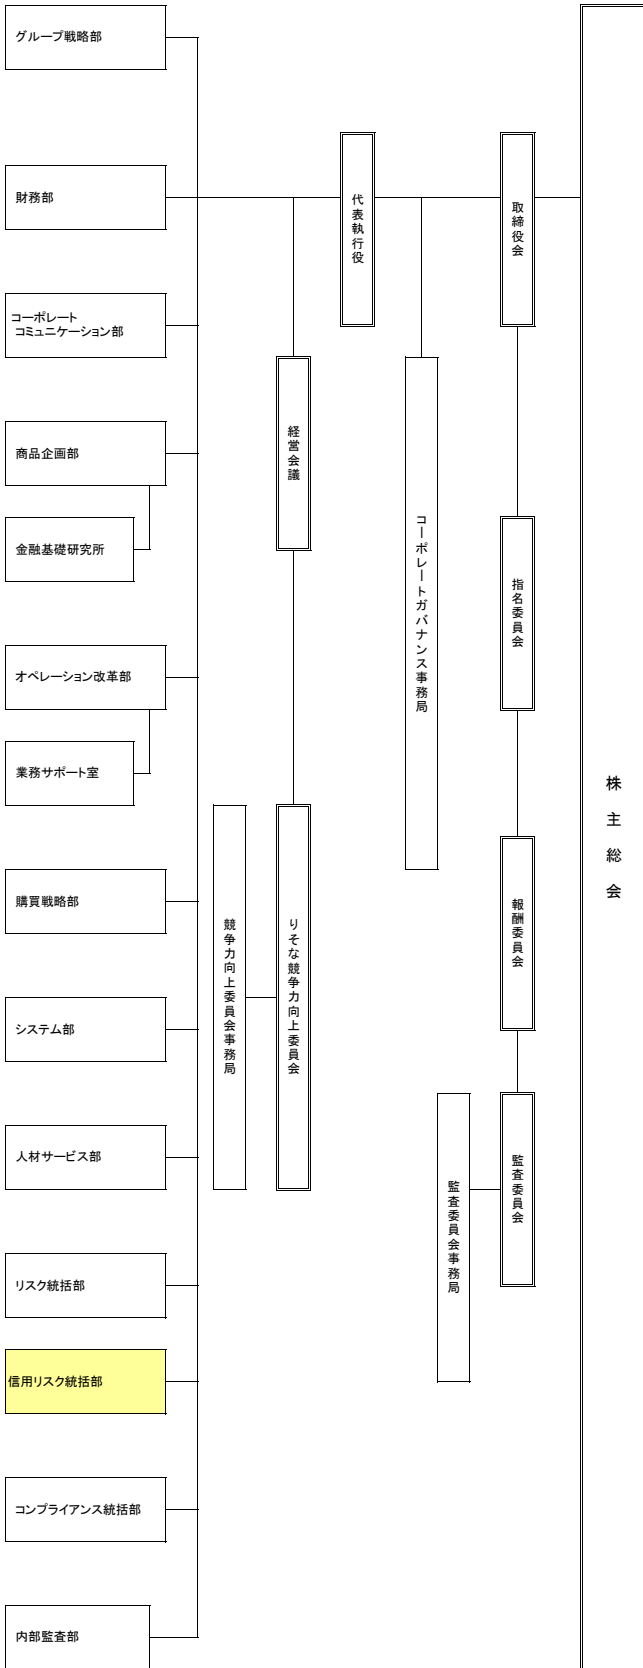 グループ戦略部
財務部
コーポレート
コミュニケーション部
商品企画部
金融基礎研究所
オペレーション改革部
業務サポート室
購買戦略部
システム部
人材サービス部
リスク統括部
信用リスク統括部
コンプライアンス統括部
内部監査部
競争力向上委員会事務局
経営会議
りそな競争力向上委員会
代表執行役
コーポレートガバナンス事務局
監査委員会事務局
取締役会
指名委員会
報酬委員会
監査委員会
株主総会